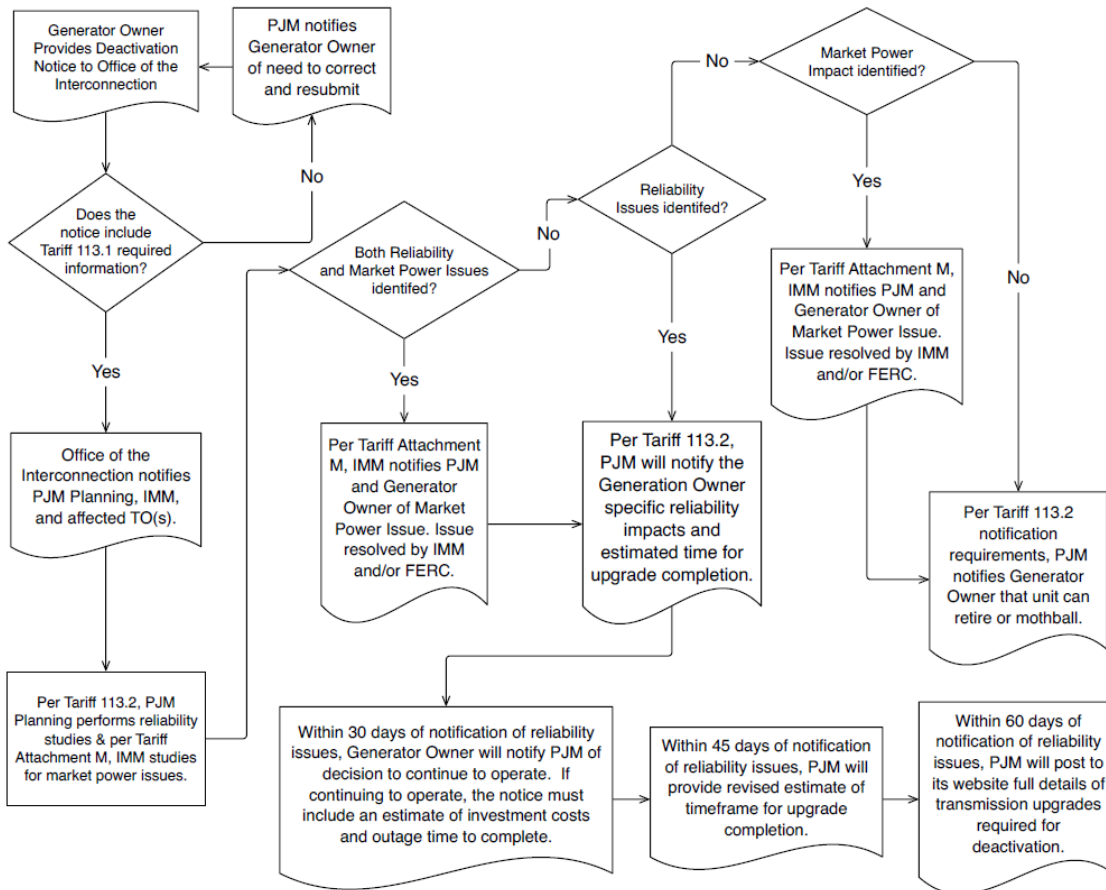 Generator Owner
Provides Deactivation
Notice to Office of the
Interconnection
PJM notifies
Generator Owner
of need to correct
and resubmit
No
Does the
notice include
Tariff 113.1 required
information?
Yes
Office of the
Interconnection notifies
PJM Planning, IMM,
and affected TO(s).
Per Tariff 113.2, PJM
Planning performs reliability
studies & per Tariff
Attachment M, IMM studies
for market power issues.
Both Reliability
and Market Power Issues
identifed?
No
Yes
Per Tariff Attachment
M, IMM notifies PJM
and Generator
Owner of Market
Power Issue. Issue
resolved by IMM
and/or FERC.
Reliability
Issues identifed?
No
Yes
Per Tariff 113.2,
PJM will notify the
Generation Owner
specific reliability
impacts and
estimated time for
upgrade completion.
Market Power
Impact identified?
Yes
No
Per Tariff Attachment M,
IMM notifies PJM and
Generator Owner of
Market Power Issue.
Issue resolved by IMM
and/or FERC.
Per Tariff 113.2
notification
requirements, PJM
notifies Generator
Owner that unit can
retire or mothball.
Within 30 days of notification of reliability
issues, Generator Owner will notify PJM of
decision to continue to operate. If
continuing to operate, the notice must
include an estimate of investment costs
and outage time to complete.
Within 45 days of notification
of reliability issues, PJM will
provide revised estimate of
timeframe for upgrade
completion.
Within 60 days of
notification of reliability
issues, PJM will post to
its website full details of
transmission upgrades
required for
deactivation.